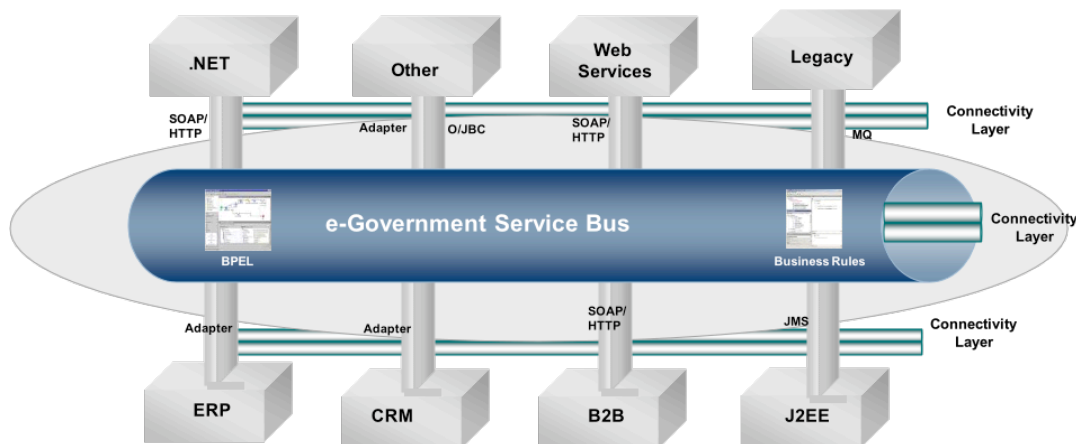 .NET
Other
Web
Services
Legacy
SOAP/
HTTP
Adapter
O/JBC
SOAP/
HTTP
MQ
Connectivity
Layer
e-Government Service Bus
BPEL
Business Rules
Connectivity
Layer
Adapter
Adapter
SOAP/
HTTP
JMS
Connectivity
Layer
ERP
CRM
B2B
J2EE